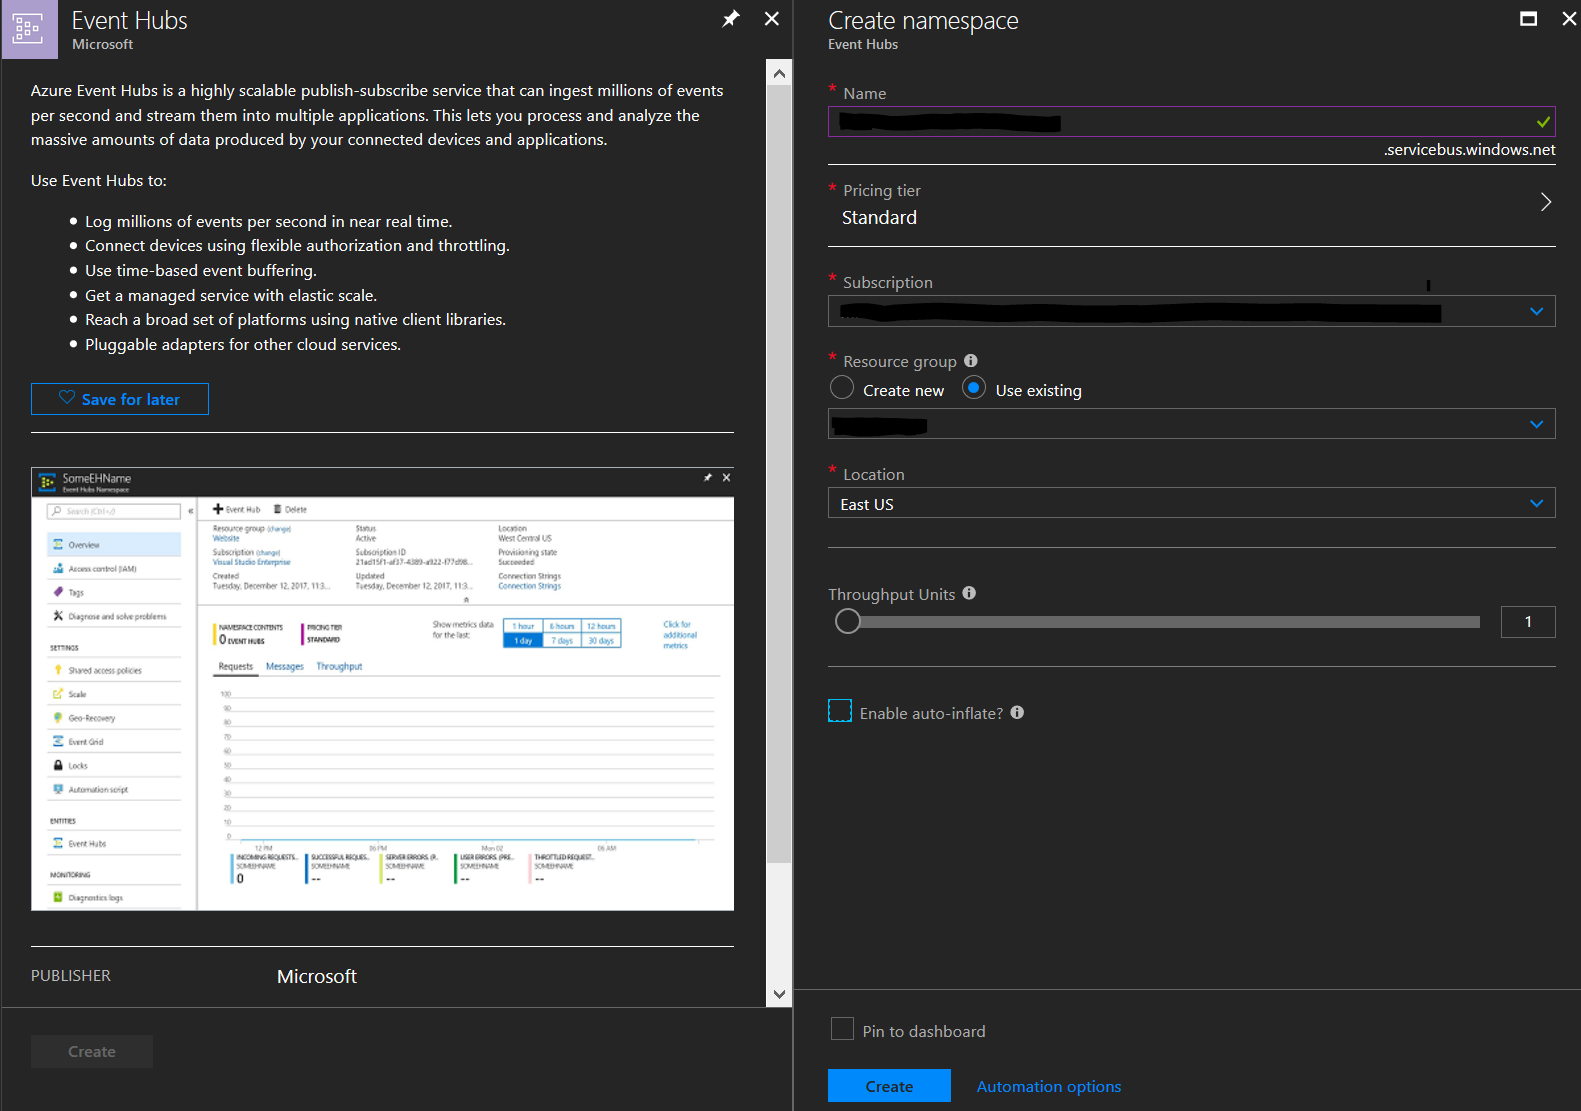 Event Hubs
Microsoft
Azure Event Hubs is a highly scalable publish-subscribe service that can ingest millions of events
per second and stream them into multiple applications. This lets you process and analyze the
massive amounts of data produced by your connected devices and applications.
Use Event Hubs to:
Log millions of events per second in near real time.
Connect devices using flexible authorization and throttling.
Use time-based event buffering.
Get a managed service with elastic scale.
Reach a broad set of platforms using native client libraries.
Pluggable adapters for other cloud services.
Save for later
SomeEHName
Event Hubs Namespace
Search (Ctrl+/)
Overview
Access control (IAM)
Tags
Diagnose and solve problems
SETTINGS
Shared access policies
Scale
Geo-Recovery
Event Grid
Locks
Automation script
ENTITIES
Event Hubs
MONITORING
Diagnostics logs
Event Hub Delete
Resource group (change) Status Location
Website Active West Central US
Subscription (change) Subscription ID Provisioning state
Visual Studio Enterprise 21ad15f1-af37-4389-a922-f77d98... Succeeded
Created Updated Connection Strings
Tuesday, December 12, 2017, 11:3... Tuesday, December 12, 2017, 11:3... Connection Strings
NAMESPACE CONTENTS
0 EVENT HUBS
PRICING TIER
STANDARD
Show metrics data
for the last:
1 hour 6 hours 12 hours
1 day 7 days 30 days
Click for
additional
metrics
Requests Messages Throughput
100
90
80
70
60
50
40
30
20
10
0
12 PM 06 PM Mon 02 06 AM
INCOMING REQUESTS... SUCCESSFUL REQUES... SERVER ERRORS. (P... USER ERRORS. (PRE... THROTTLED REQUEST...
SOMEEHNAME SOMEEHNAME SOMEEHNAME SOMEEHNAME SOMEEHNAME
0 -- -- -- --
PUBLISHER Microsoft
Create
Create namespace
Event Hubs
* Name
.servicebus.windows.net
* Pricing tier
Standard
* Subscription
* Resource group
Create new Use existing
* Location
East US
Throughput Units
1
Enable auto-inflate?
Pin to dashboard
Create Automation options